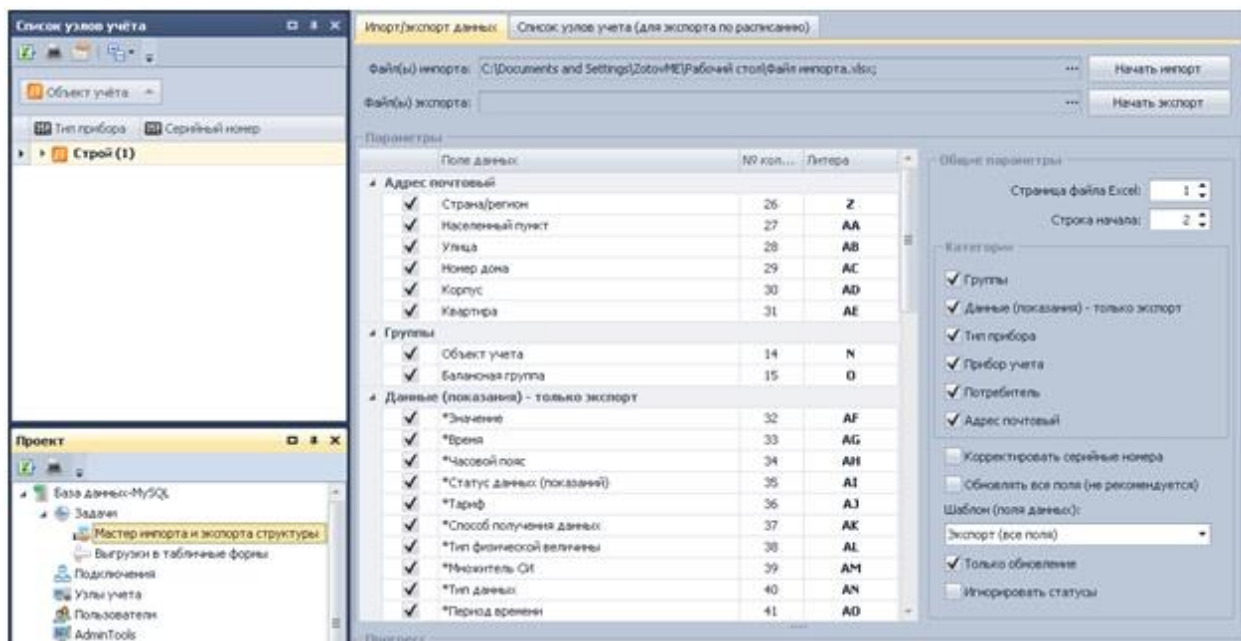 Список узлов учёта
Объект учёта
Тип прибора Серийный номер
Строй (1)
Проект
База данных-MySQL
Задачи
Мастер импорта и экспорта структуры
Выгрузки в табличные формы
Подключения
Узлы учета
Пользователи
AdminTools
Ипорт/экспорт данных Список узлов учета (для экспорта по расписанию)
Файл(ы) импорта: C:\Documents and Settings\ZotovME\Рабочий стол\Файл импорта.xlsx; ... Начать импорт
Файл(ы) экспорта: ... Начать экспорт
Параметры
Поле данных № кол... Литера
Адрес почтовый
Страна/регион 26 Z
Населенный пункт 27 AA
Улица 28 AB
Номер дома 29 AC
Корпус 30 AD
Квартира 31 AE
Группы
Объект учета 14 N
Балансная группа 15 O
Данные (показания) - только экспорт
*Значение 32 AF
*Время 33 AG
*Часовой пояс 34 AH
*Статус данных (показаний) 35 AI
*Тариф 36 AJ
*Способ получения данных 37 AK
*Тип физической величины 38 AL
*Множитель СИ 39 AM
*Тип данных 40 AN
*Период времени 41 AO
Общие параметры
Страница файла Excel: 1
Строка начала: 2
Категории
Группы
Данные (показания) - только экспорт
Тип прибора
Прибор учета
Потребитель
Адрес почтовый
Корректировать серийные номера
Обновлять все поля (не рекомендуется)
Шаблон (поля данных):
Экспорт (все поля)
Только обновление
Игнорировать статусы
Прогресс